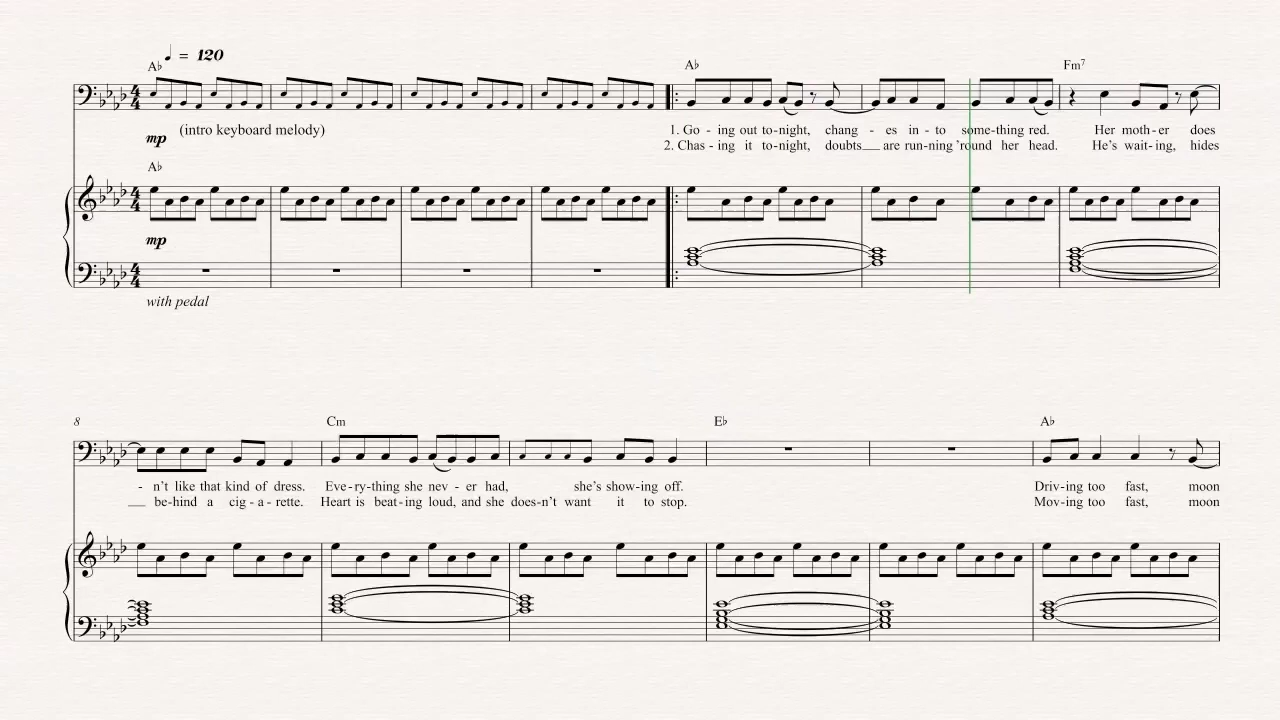 ♩ = 120
A♭ A♭ Fm7
mp (intro keyboard melody)
1. Go - ing out to-night, chang - es in - to some-thing red. Her moth-er does
2. Chas - ing it to-night, doubts are run-ning 'round her head. He's wait-ing, hides
A♭
mp
with pedal
8
Cm E♭ A♭
- n't like that kind of dress. Eve-ry-thing she nev - er had, she's show-ing off. Driv-ing too fast, moon
be-hind a cig - a - rette. Heart is beat-ing loud, and she does-n't want it to stop. Mov-ing too fast, moon